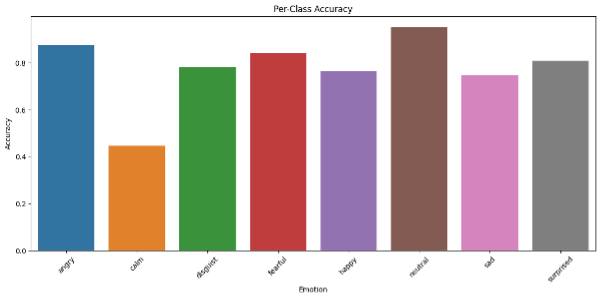 Per-Class Accuracy
Accuracy
0.8
0.6
0.4
0.2
0.0
angry
calm
disgust
fearful
happy
neutral
sad
surprised
Emotion